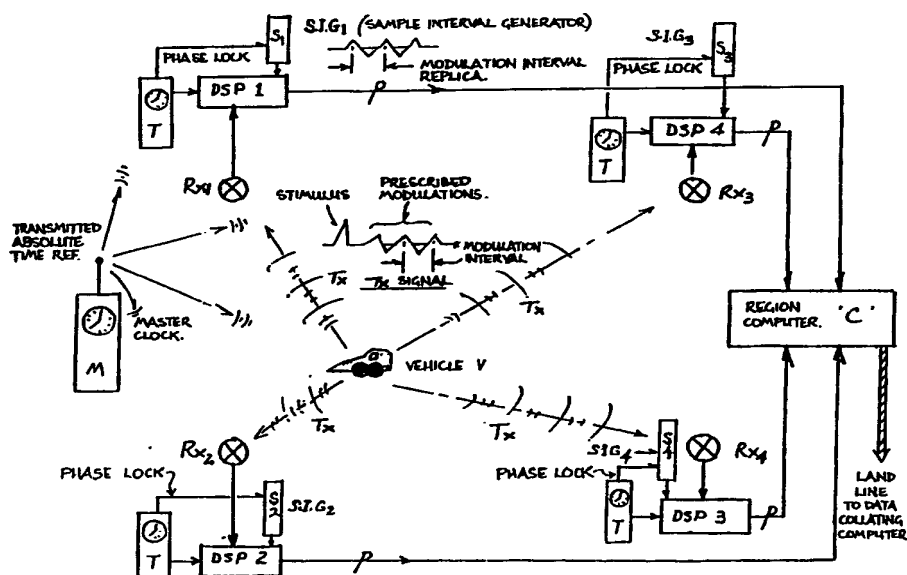 S.I.G1 (SAMPLE INTERVAL GENERATOR)
S1
PHASE LOCK
MODULATION INTERVAL
REPLICA.
DSP 1
T
P
S.I.G3
S3
PHASE LOCK
DSP 4
T
P
Rx1
Rx3
STIMULUS
PRESCRIBED
MODULATIONS.
MODULATION
INTERVAL
Tx SIGNAL
TRANSMITTED
ABSOLUTE
TIME REF.
MASTER
CLOCK.
M
Tx
Tx
REGION
COMPUTER. 'C'
VEHICLE V
Tx
Tx
Rx2
S.I.G4
S4
Rx4
PHASE LOCK
S2
S.I.G2
PHASE LOCK
T
DSP 3
P
T
DSP 2
P
LAND
LINE
TO DATA
COLLATING
COMPUTER